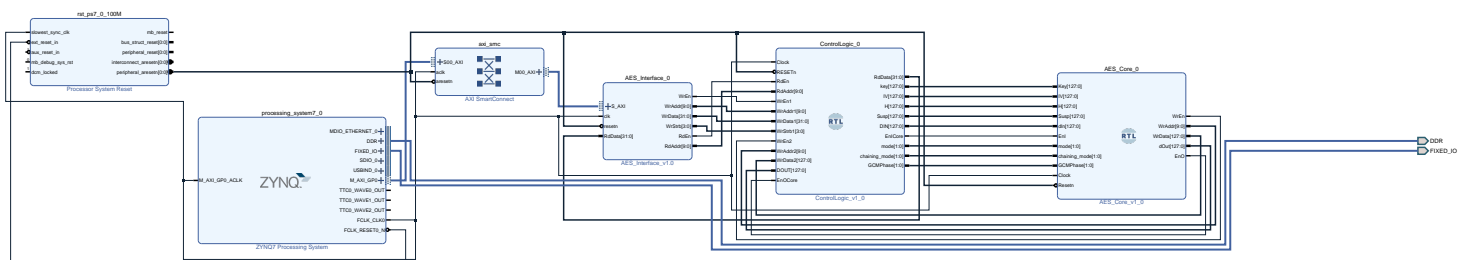 rst_ps7_0_100M
slowest_sync_clk
ext_reset_in
aux_reset_in
mb_debug_sys_rst
dcm_locked
mb_reset
bus_struct_reset[0:0]
peripheral_reset[0:0]
interconnect_aresetn[0:0]
peripheral_aresetn[0:0]
Processor System Reset
processing_system7_0
M_AXI_GP0_ACLK
ZYNQ
MDIO_ETHERNET_0
DDR
FIXED_IO
SDIO_0
USBIND_0
M_AXI_GP0
TTC0_WAVE0_OUT
TTC0_WAVE1_OUT
TTC0_WAVE2_OUT
FCLK_CLK0
FCLK_RESET0_N
ZYNQ7 Processing System
axi_smc
S00_AXI
aclk
aresetn
M00_AXI
AXI SmartConnect
AES_Interface_0
S_AXI
clk
resetn
RdData[31:0]
WrEn
WrAddr[9:0]
WrData[31:0]
WrStrb[3:0]
RdEn
RdAddr[9:0]
AES_Interface_v1.0
ControlLogic_0
Clock
RESETn
RdEn
RdAddr[9:0]
WrEn1
WrAddr1[9:0]
WrData1[31:0]
WrStrb1[3:0]
WrEn2
WrAddr2[9:0]
WrData2[127:0]
DOUT[127:0]
EnOCore
RTL
RdData[31:0]
key[127:0]
IV[127:0]
H[127:0]
Susp[127:0]
DIN[127:0]
EnICore
mode[1:0]
chaining_mode[1:0]
GCMPhase[1:0]
ControlLogic_v1_0
AES_Core_0
Key[127:0]
IV[127:0]
H[127:0]
Susp[127:0]
dIn[127:0]
EnI
mode[1:0]
chaining_mode[1:0]
GCMPhase[1:0]
Clock
Resetn
RTL
WrEn
WrAddr[9:0]
WrData[127:0]
dOut[127:0]
EnO
AES_Core_v1_0
DDR
FIXED_IO